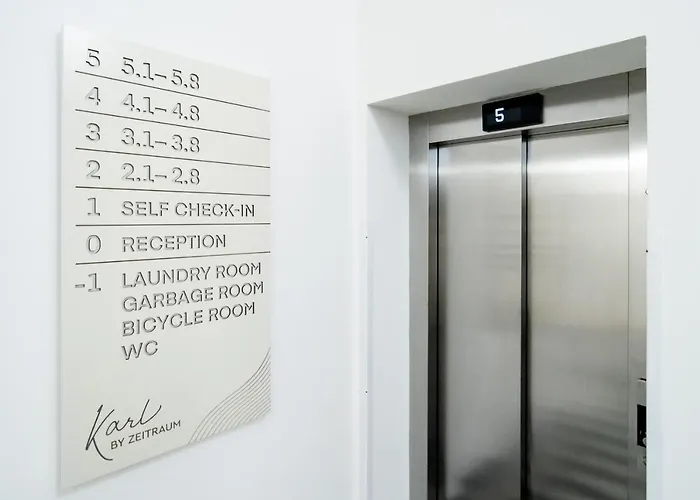 5 5.1–5.8
4 4.1–4.8
3 3.1–3.8
2 2.1–2.8
1 SELF CHECK-IN
0 RECEPTION
-1 LAUNDRY ROOM
GARBAGE ROOM
BICYCLE ROOM
WC
Karl
BY ZEITRAUM
5